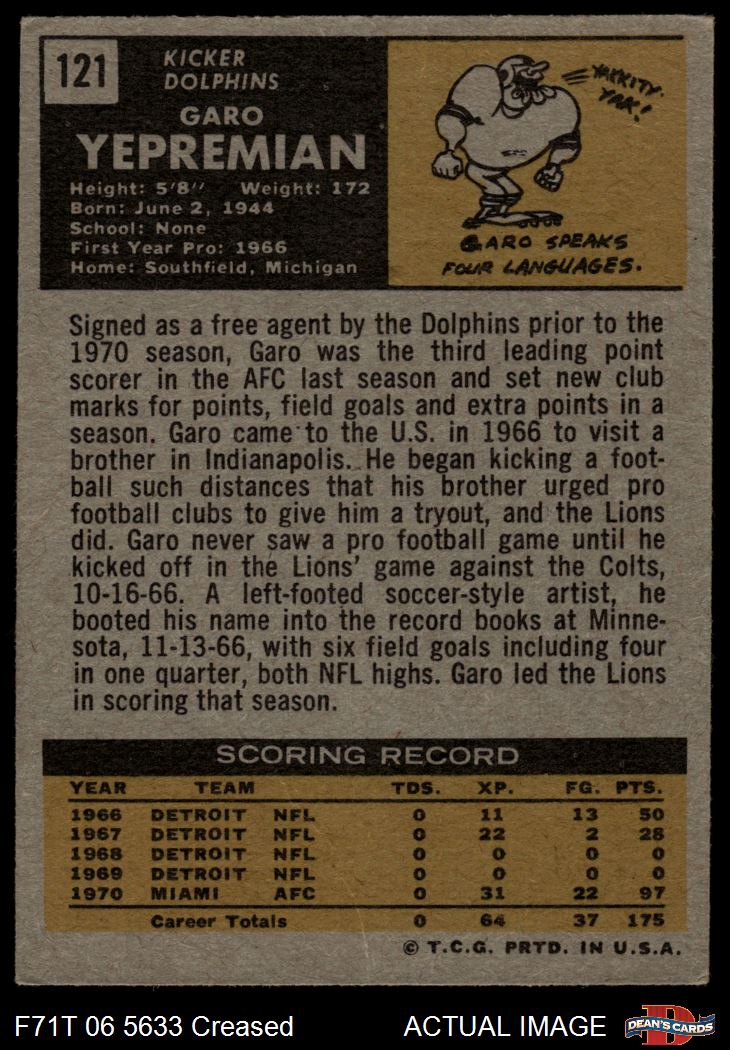 121
KICKER
DOLPHINS
GARO
YEPREMIAN
Height: 5'8" Weight: 172
Born: June 2, 1944
School: None
First Year Pro: 1966
Home: Southfield, Michigan
YAKKITY-
YAK!
GARO SPEAKS
FOUR LANGUAGES.
Signed as a free agent by the Dolphins prior to the
1970 season, Garo was the third leading point
scorer in the AFC last season and set new club
marks for points, field goals and extra points in a
season. Garo came to the U.S. in 1966 to visit a
brother in Indianapolis. He began kicking a foot-
ball such distances that his brother urged pro
football clubs to give him a tryout, and the Lions
did. Garo never saw a pro football game until he
kicked off in the Lions' game against the Colts,
10-16-66. A left-footed soccer-style artist, he
booted his name into the record books at Minne-
sota, 11-13-66, with six field goals including four
in one quarter, both NFL highs. Garo led the Lions
in scoring that season.
SCORING RECORD
YEAR TEAM TDS. XP. FG. PTS.
1966 DETROIT NFL 0 11 13 50
1967 DETROIT NFL 0 22 2 28
1968 DETROIT NFL 0 0 0 0
1969 DETROIT NFL 0 0 0 0
1970 MIAMI AFC 0 31 22 97
Career Totals 0 64 37 175
© T.C.G. PRTD. IN U.S.A.
F71T 06 5633 Creased ACTUAL IMAGE
D
DEAN'S CARDS